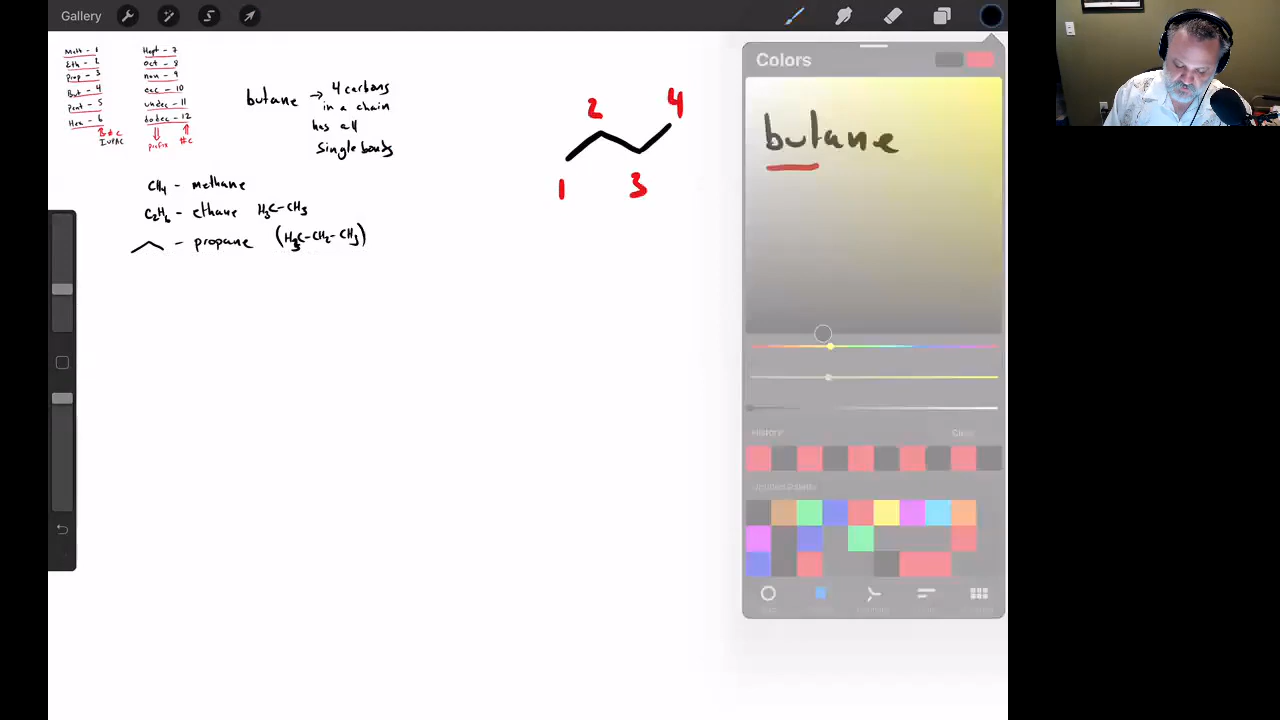 Gallery
Meth - 1
Eth - 2
Prop - 3
But - 4
Pent - 5
Hex - 6
B # C
IUPAC
Hept - 7
Oct - 8
non - 9
dec - 10
undec - 11
dodec - 12
prefix
# C
butane → 4 carbons
in a chain
has all
single bonds
CH4 - methane
C2H6 - ethane H3C-CH3
- propane (H3C-CH2-CH3)
1
2
3
4
Colors
butane
History
Clear